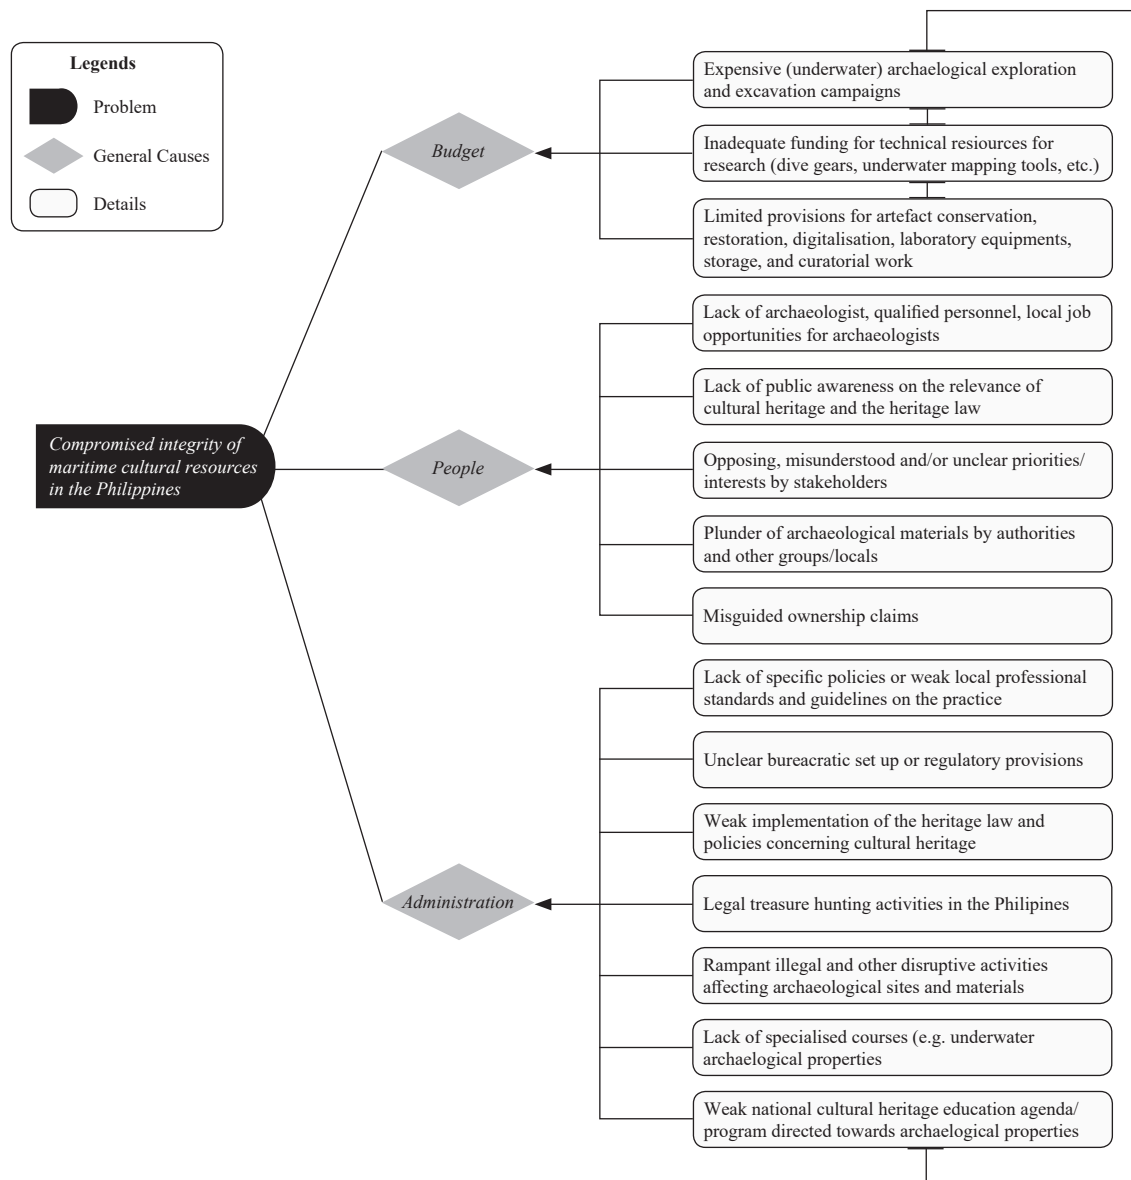 Legends
Problem
General Causes
Details
Compromised integrity of
maritime cultural resources
in the Philippines
Budget
Expensive (underwater) archaelogical exploration
and excavation campaigns
Inadequate funding for technical resiources for
research (dive gears, underwater mapping tools, etc.)
Limited provisions for artefact conservation,
restoration, digitalisation, laboratory equipments,
storage, and curatorial work
People
Lack of archaeologist, qualified personnel, local job
opportunities for archaeologists
Lack of public awareness on the relevance of
cultural heritage and the heritage law
Opposing, misunderstood and/or unclear priorities/
interests by stakeholders
Plunder of archaeological materials by authorities
and other groups/locals
Misguided ownership claims
Administration
Lack of specific policies or weak local professional
standards and guidelines on the practice
Unclear bureacratic set up or regulatory provisions
Weak implementation of the heritage law and
policies concerning cultural heritage
Legal treasure hunting activities in the Philipines
Rampant illegal and other disruptive activities
affecting archaeological sites and materials
Lack of specialised courses (e.g. underwater
archaelogical properties
Weak national cultural heritage education agenda/
program directed towards archaelogical properties